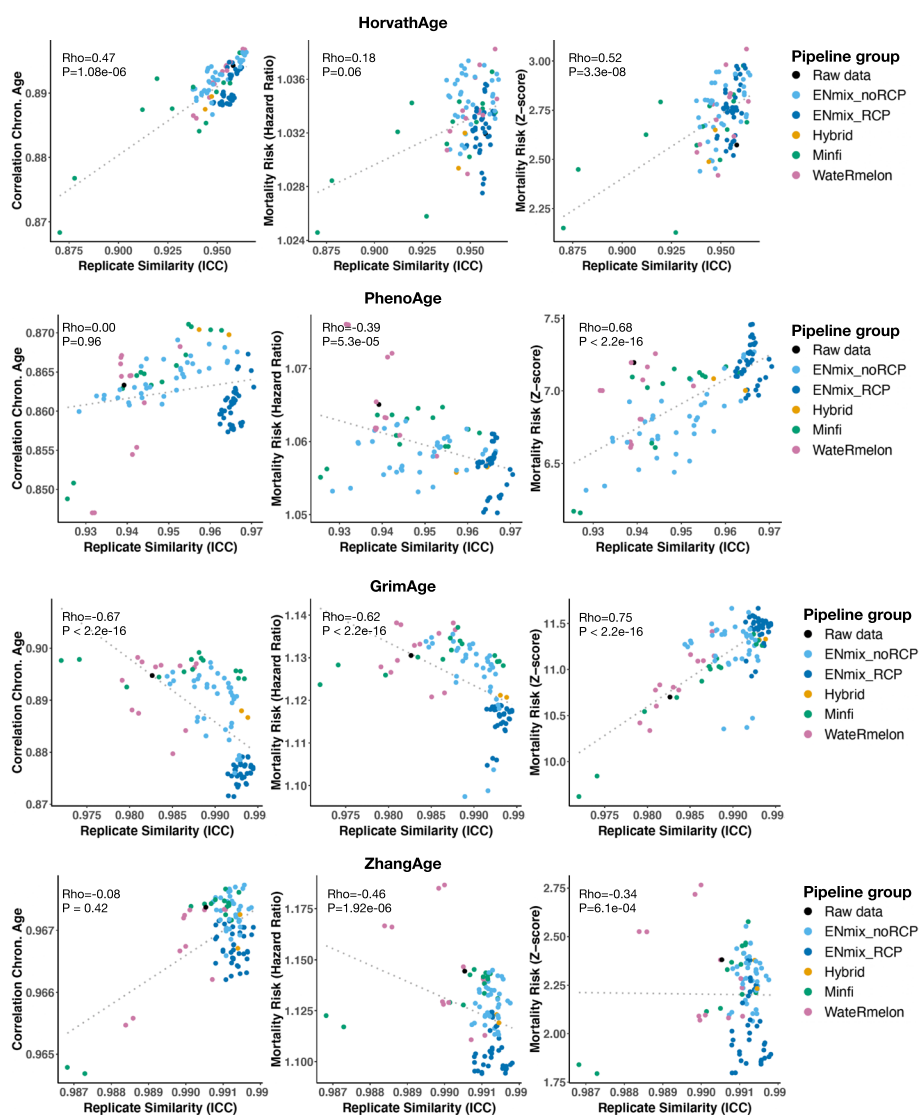 HorvathAge
Correlation Chron. Age
Rho=0.47
P=1.08e-06
0.89
0.88
0.87
0.875 0.900 0.925 0.950
Replicate Similarity (ICC)
Mortality Risk (Hazard Ratio)
Rho=0.18
P=0.06
1.036
1.032
1.028
1.024
0.875 0.900 0.925 0.950
Replicate Similarity (ICC)
Mortality Risk (Z−score)
Rho=0.52
P=3.3e-08
3.00
2.75
2.50
2.25
0.875 0.900 0.925 0.950
Replicate Similarity (ICC)
Pipeline group
Raw data
ENmix_noRCP
ENmix_RCP
Hybrid
Minfi
WateRmelon
PhenoAge
Correlation Chron. Age
Rho=0.00
P=0.96
0.870
0.865
0.860
0.855
0.850
0.93 0.94 0.95 0.96 0.97
Replicate Similarity (ICC)
Mortality Risk (Hazard Ratio)
Rho=-0.39
P=5.3e-05
1.07
1.06
1.05
0.93 0.94 0.95 0.96 0.97
Replicate Similarity (ICC)
Mortality Risk (Z−score)
Rho=0.68
P < 2.2e-16
7.5
7.0
6.5
0.93 0.94 0.95 0.96 0.97
Replicate Similarity (ICC)
Pipeline group
Raw data
ENmix_noRCP
ENmix_RCP
Hybrid
Minfi
WateRmelon
GrimAge
Correlation Chron. Age
Rho=-0.67
P < 2.2e-16
0.90
0.89
0.88
0.87
0.975 0.980 0.985 0.990 0.99
Replicate Similarity (ICC)
Mortality Risk (Hazard Ratio)
Rho=-0.62
P < 2.2e-16
1.14
1.13
1.12
1.11
1.10
0.975 0.980 0.985 0.990 0.99
Replicate Similarity (ICC)
Mortality Risk (Z−score)
Rho=0.75
P < 2.2e-16
11.5
11.0
10.5
10.0
0.975 0.980 0.985 0.990 0.99
Replicate Similarity (ICC)
Pipeline group
Raw data
ENmix_noRCP
ENmix_RCP
Hybrid
Minfi
WateRmelon
ZhangAge
Correlation Chron. Age
Rho=-0.08
P = 0.42
0.967
0.966
0.965
0.987 0.988 0.989 0.990 0.991 0.99
Replicate Similarity (ICC)
Mortality Risk (Hazard Ratio)
Rho=-0.46
P=1.92e-06
1.175
1.150
1.125
1.100
0.987 0.988 0.989 0.990 0.991 0.99
Replicate Similarity (ICC)
Mortality Risk (Z−score)
Rho=-0.34
P=6.1e-04
2.75
2.50
2.25
2.00
1.75
0.987 0.988 0.989 0.990 0.991 0.99
Replicate Similarity (ICC)
Pipeline group
Raw data
ENmix_noRCP
ENmix_RCP
Hybrid
Minfi
WateRmelon